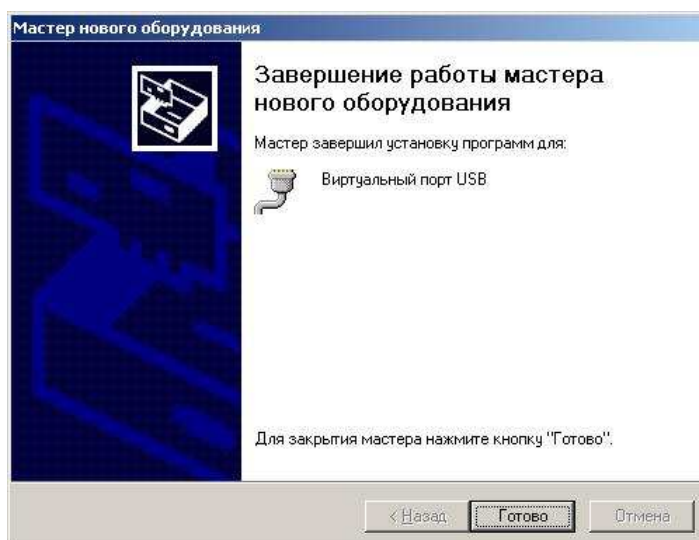 Мастер нового оборудования
Завершение работы мастера
нового оборудования
Мастер завершил установку программ для:
Виртуальный порт USB
Для закрытия мастера нажмите кнопку "Готово".
< Назад
Готово
Отмена